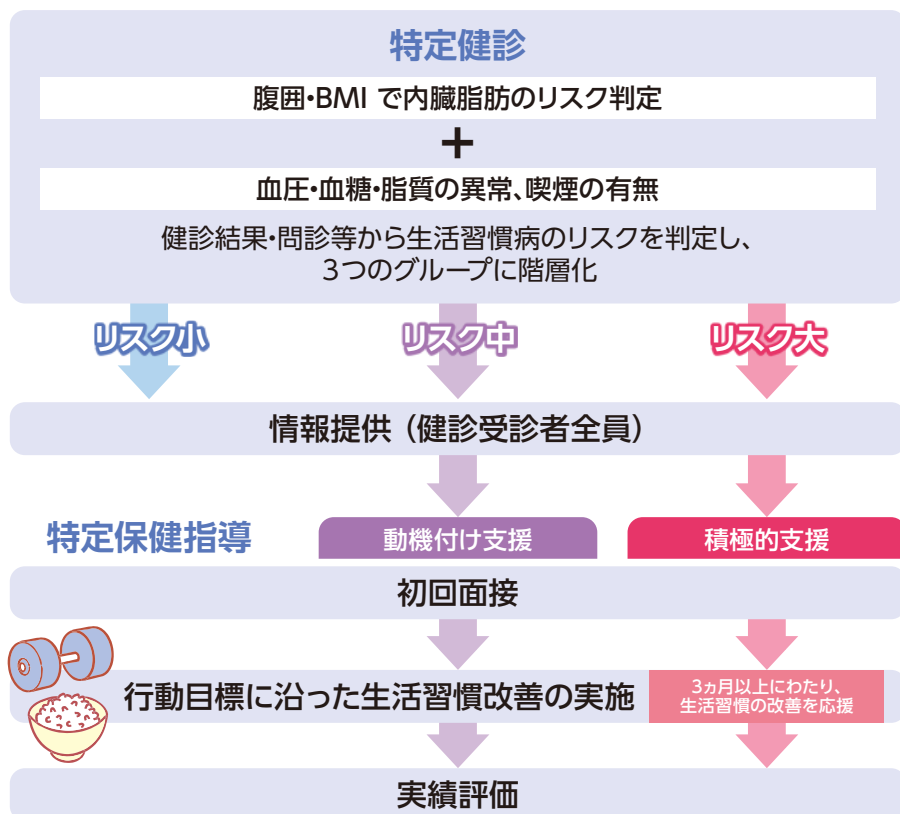 特定健診
腹囲・BMI で内臓脂肪のリスク判定
+
血圧・血糖・脂質の異常、喫煙の有無
健診結果・問診等から生活習慣病のリスクを判定し、
3つのグループに階層化
リスク小
リスク中
リスク大
情報提供（健診受診者全員）
特定保健指導
動機付け支援
積極的支援
初回面接
行動目標に沿った生活習慣改善の実施
3ヵ月以上にわたり、
生活習慣の改善を応援
実績評価